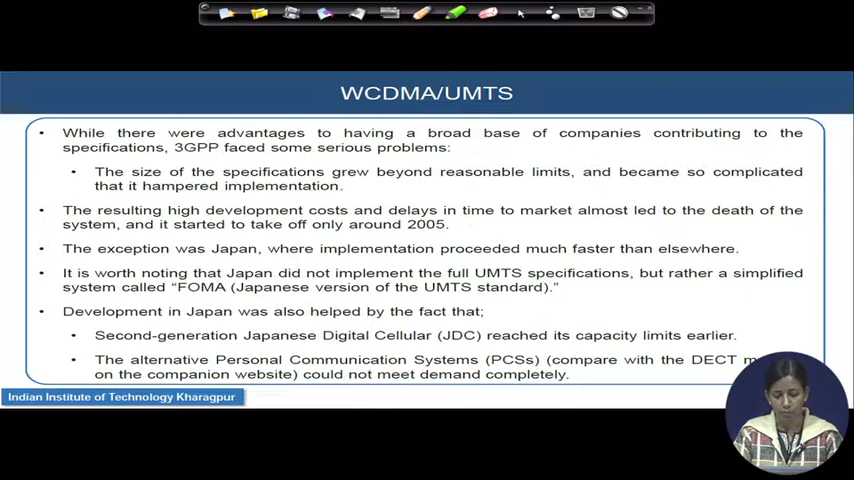 WCDMA/UMTS
• While there were advantages to having a broad base of companies contributing to the
specifications, 3GPP faced some serious problems:
• The size of the specifications grew beyond reasonable limits, and became so complicated
that it hampered implementation.
• The resulting high development costs and delays in time to market almost led to the death of the
system, and it started to take off only around 2005.
• The exception was Japan, where implementation proceeded much faster than elsewhere.
• It is worth noting that Japan did not implement the full UMTS specifications, but rather a simplified
system called “FOMA (Japanese version of the UMTS standard).”
• Development in Japan was also helped by the fact that;
• Second-generation Japanese Digital Cellular (JDC) reached its capacity limits earlier.
• The alternative Personal Communication Systems (PCSs) (compare with the DECT
on the companion website) could not meet demand completely.
Indian Institute of Technology Kharagpur